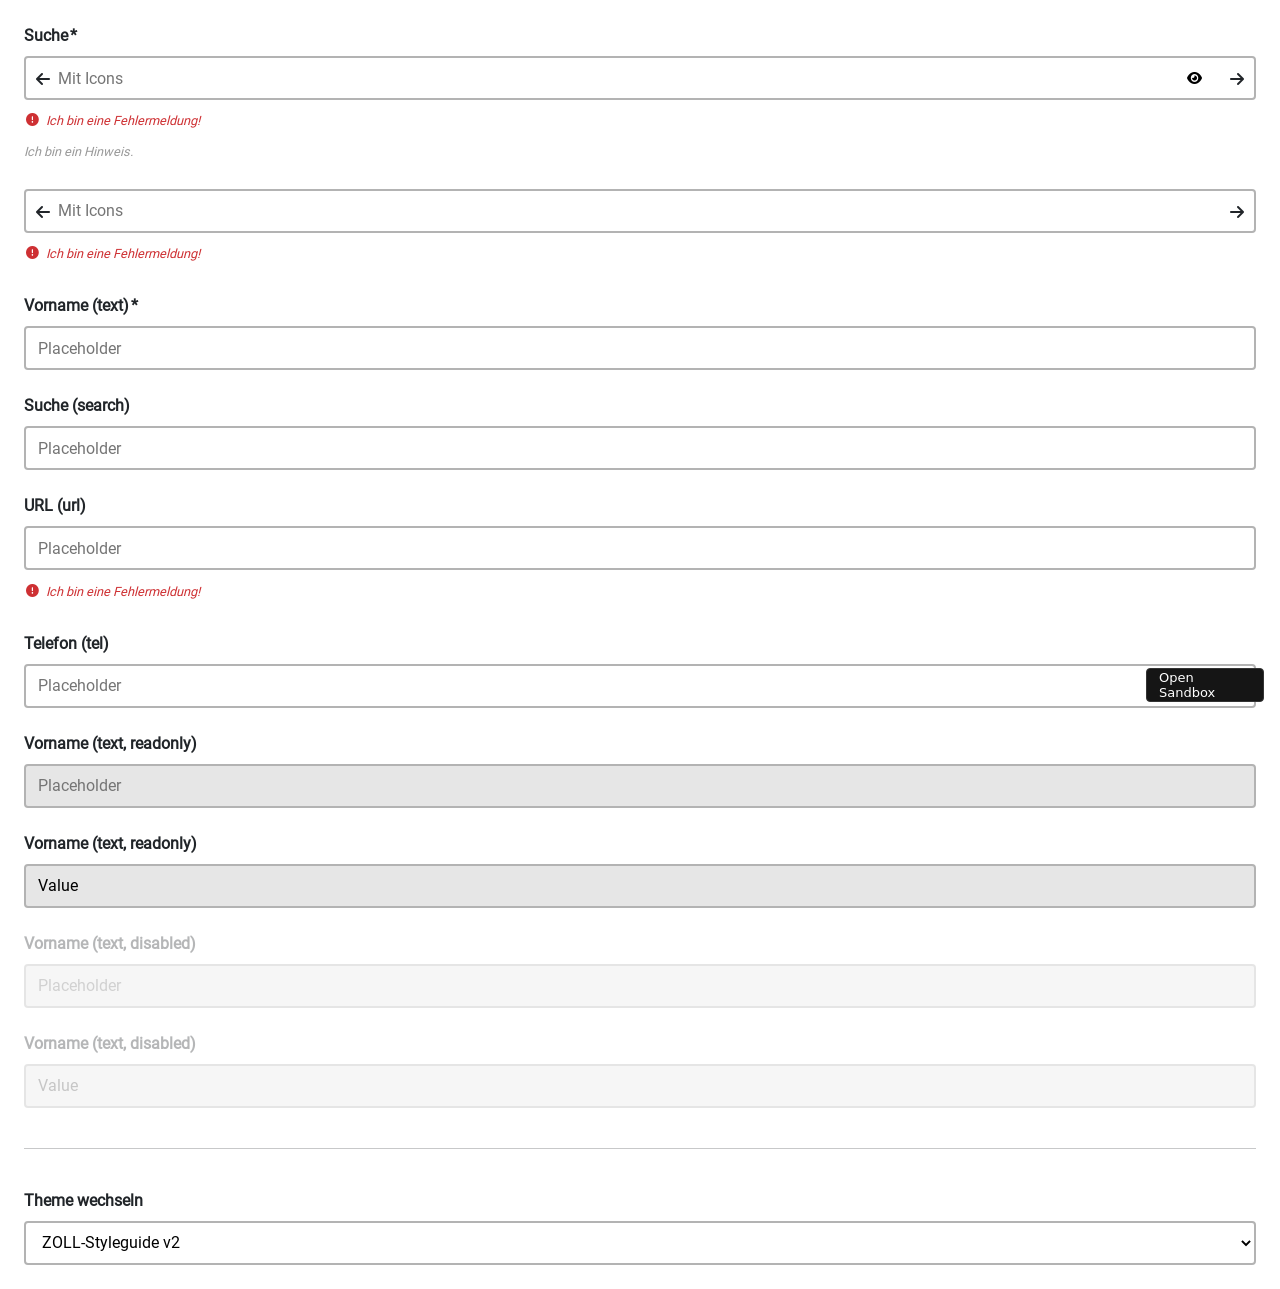 Suche*
Mit Icons
Ich bin eine Fehlermeldung!
Ich bin ein Hinweis.
Mit Icons
Ich bin eine Fehlermeldung!
Vorname (text)*
Placeholder
Suche (search)
Placeholder
URL (url)
Placeholder
Ich bin eine Fehlermeldung!
Telefon (tel)
Placeholder
Open
Sandbox
Vorname (text, readonly)
Placeholder
Vorname (text, readonly)
Value
Vorname (text, disabled)
Placeholder
Vorname (text, disabled)
Value
Theme wechseln
ZOLL-Styleguide v2